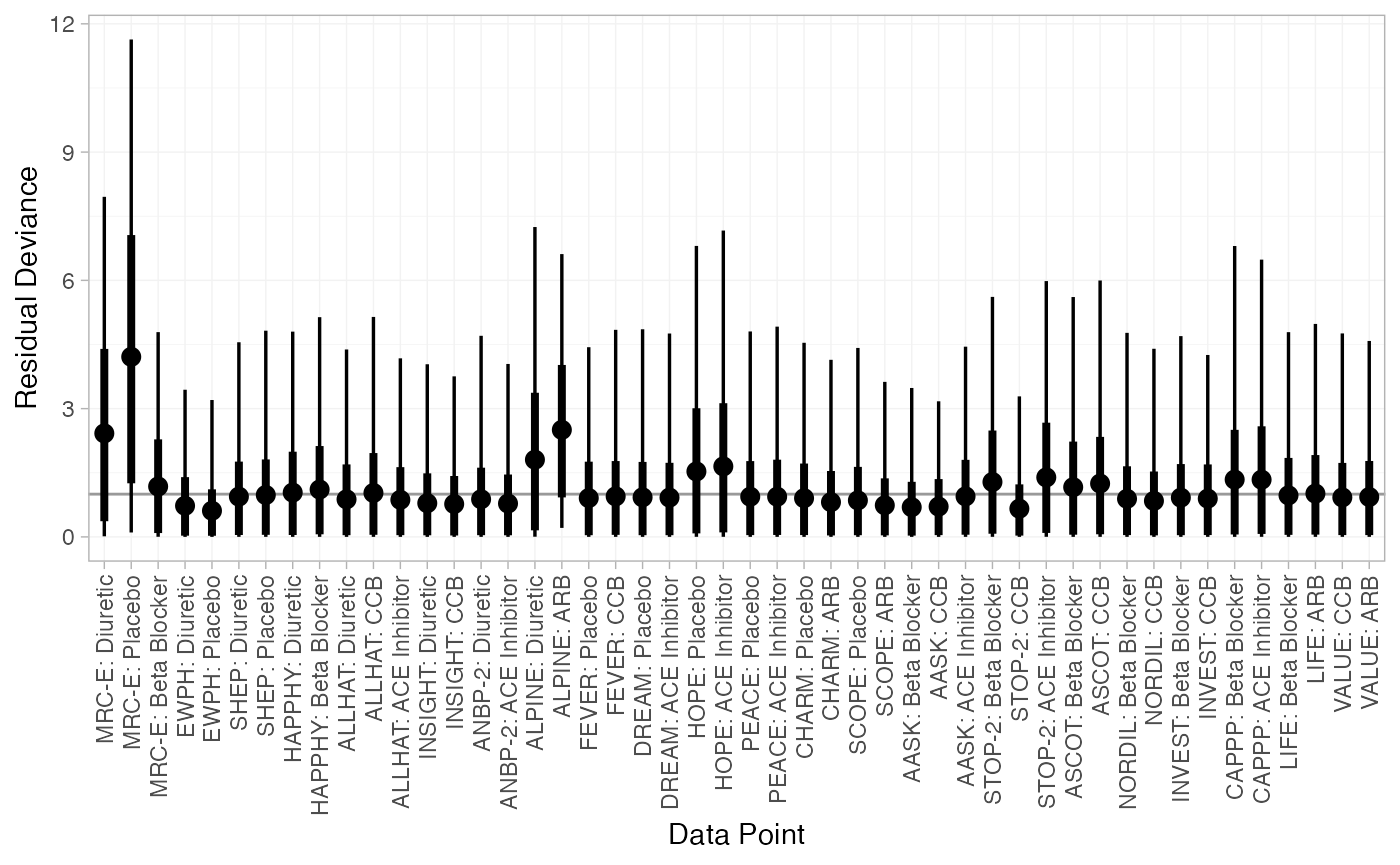 Residual Deviance
12
9
6
3
0
MRC-E: Diuretic
MRC-E: Placebo
MRC-E: Beta Blocker
EWPH: Diuretic
EWPH: Placebo
SHEP: Diuretic
SHEP: Placebo
HAPPHY: Diuretic
HAPPHY: Beta Blocker
ALLHAT: Diuretic
ALLHAT: CCB
ALLHAT: ACE Inhibitor
INSIGHT: Diuretic
INSIGHT: CCB
ANBP-2: Diuretic
ANBP-2: ACE Inhibitor
ALPINE: Diuretic
ALPINE: ARB
FEVER: Placebo
FEVER: CCB
DREAM: Placebo
DREAM: ACE Inhibitor
HOPE: Placebo
HOPE: ACE Inhibitor
PEACE: Placebo
PEACE: ACE Inhibitor
CHARM: Placebo
CHARM: ARB
SCOPE: Placebo
SCOPE: ARB
AASK: Beta Blocker
AASK: CCB
AASK: ACE Inhibitor
STOP-2: Beta Blocker
STOP-2: CCB
STOP-2: ACE Inhibitor
ASCOT: Beta Blocker
ASCOT: CCB
NORDIL: Beta Blocker
NORDIL: CCB
INVEST: Beta Blocker
INVEST: CCB
CAPPP: Beta Blocker
CAPPP: ACE Inhibitor
LIFE: Beta Blocker
LIFE: ARB
VALUE: CCB
VALUE: ARB
Data Point